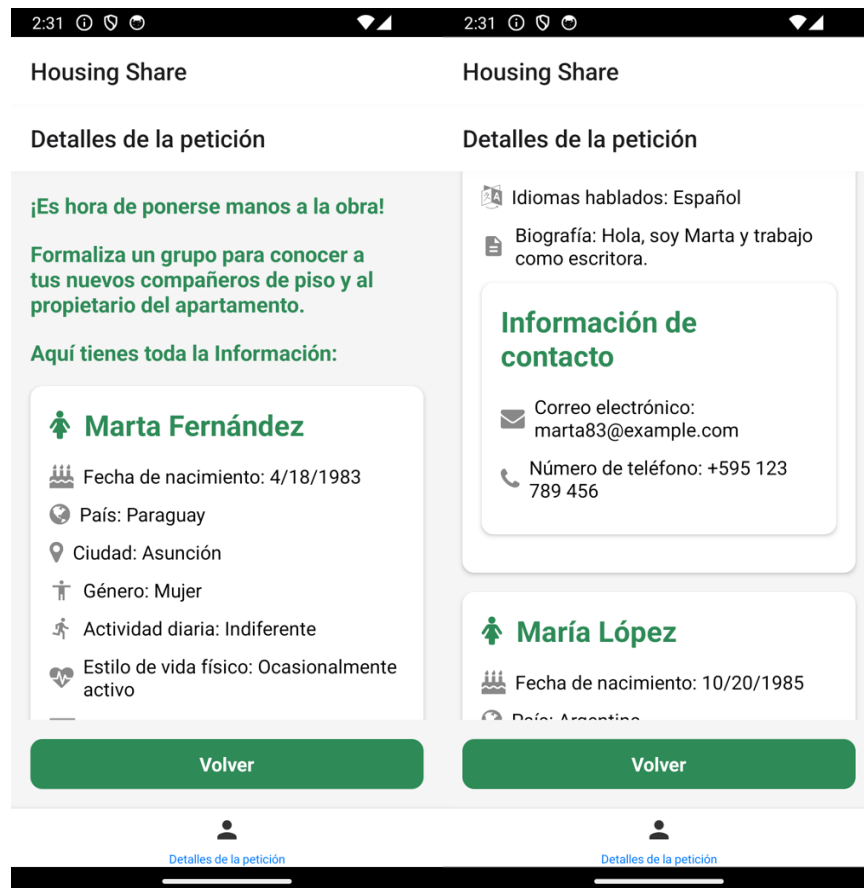 2:31
Housing Share
Detalles de la petición
¡Es hora de ponerse manos a la obra!
Formaliza un grupo para conocer a
tus nuevos compañeros de piso y al
propietario del apartamento.
Aquí tienes toda la Información:
Marta Fernández
Fecha de nacimiento: 4/18/1983
País: Paraguay
Ciudad: Asunción
Género: Mujer
Actividad diaria: Indiferente
Estilo de vida físico: Ocasionalmente
activo
Volver
Detalles de la petición
2:31
Housing Share
Detalles de la petición
Idiomas hablados: Español
Biografía: Hola, soy Marta y trabajo
como escritora.
Información de
contacto
Correo electrónico:
marta83@example.com
Número de teléfono: +595 123
789 456
María López
Fecha de nacimiento: 10/20/1985
País: Argentina
Volver
Detalles de la petición